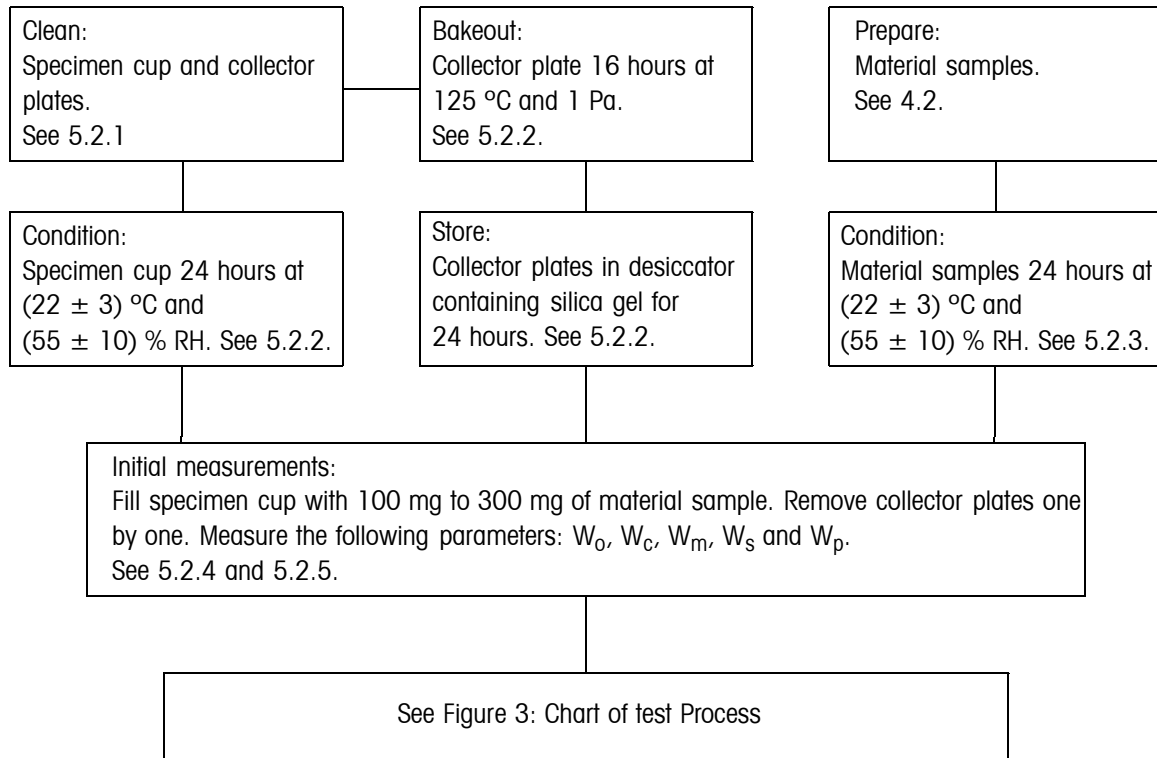 Clean:
Specimen cup and collector
plates.
See 5.2.1
Bakeout:
Collector plate 16 hours at
125 ºC and 1 Pa.
See 5.2.2.
Prepare:
Material samples.
See 4.2.
Condition:
Specimen cup 24 hours at
(22 ± 3) ºC and
(55 ± 10) % RH. See 5.2.2.
Store:
Collector plates in desiccator
containing silica gel for
24 hours. See 5.2.2.
Condition:
Material samples 24 hours at
(22 ± 3) ºC and
(55 ± 10) % RH. See 5.2.3.
Initial measurements:
Fill specimen cup with 100 mg to 300 mg of material sample. Remove collector plates one
by one. Measure the following parameters: Wo, Wc, Wm, Ws and Wp.
See 5.2.4 and 5.2.5.
See Figure 3: Chart of test Process